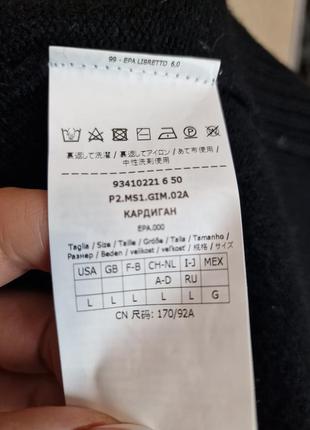 99 - EPA LIBRETTO 6.0
裏返して洗濯 / 裏返してアイロン / あて布使用 /
中性洗剤使用
93410221 6 50
P2.MS1.GIM.02A
КАРДИГАН
EPA.000
Taglia / Size / Taille / Größe / Talla / Tamanho /
Размер / Beden / velikost / velkosť / 规格 / サイズ
USA GB F-B CH-NL I-J MEX
A-D RU
L L L L L G
CN 尺码: 170/92A